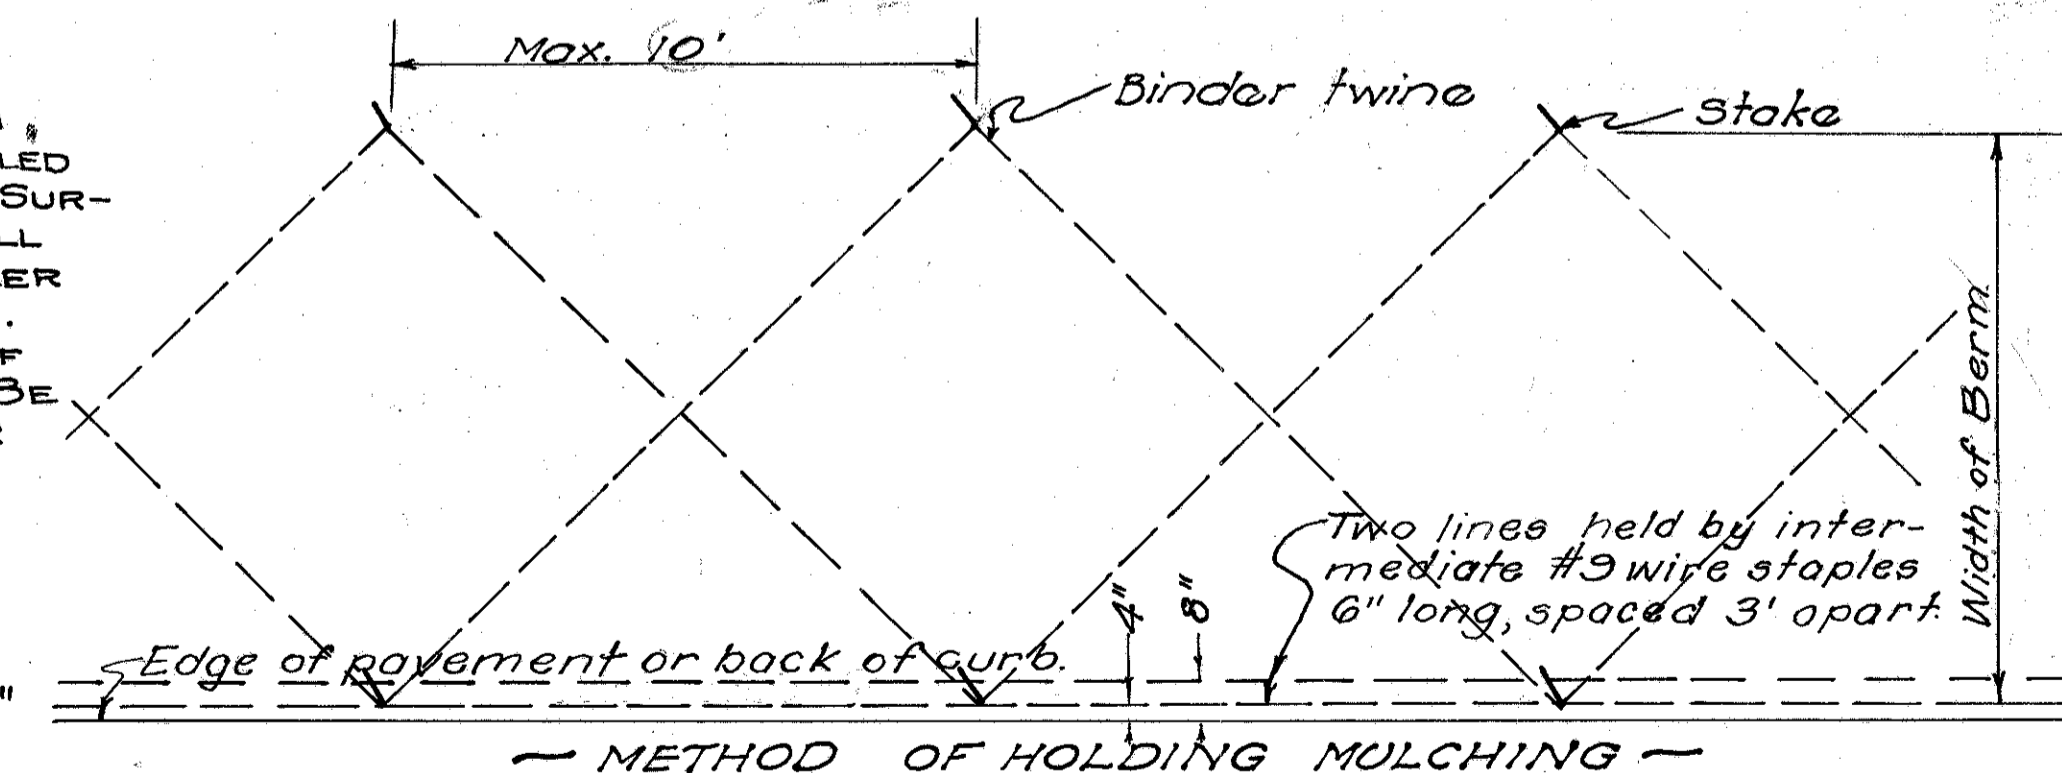 Max. 10'
Binder twine
Stake
LED
SUR-
LL
ER
.
F
BE
Width of Berm.
Two lines held by inter-
mediate #9 wire staples
6" long, spaced 3' apart.
4"
8"
Edge of pavement or back of curb.
"
~ METHOD OF HOLDING MULCHING ~